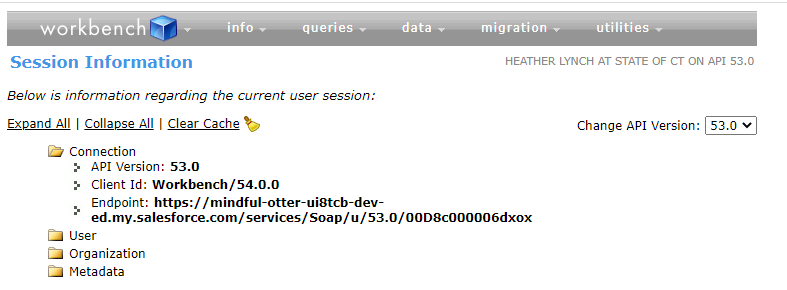 workbench info queries data migration utilities
Session Information HEATHER LYNCH AT STATE OF CT ON API 53.0
Below is information regarding the current user session:
Expand All | Collapse All | Clear Cache Change API Version: 53.0
Connection
API Version: 53.0
Client Id: Workbench/54.0.0
Endpoint: https://mindful-otter-ui8tcb-dev-
ed.my.salesforce.com/services/Soap/u/53.0/00D8c000006dxox
User
Organization
Metadata